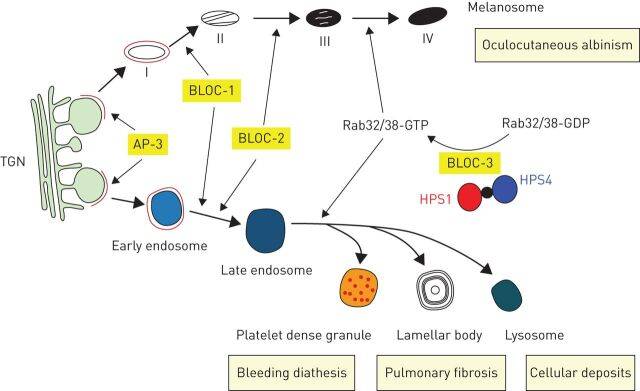 Melanosome
II
III
IV
I
Oculocutaneous albinism
BLOC-1
BLOC-2
Rab32/38-GTP
Rab32/38-GDP
TGN
AP-3
BLOC-3
HPS4
HPS1
Early endosome
Late endosome
Platelet dense granule
Lamellar body
Lysosome
Bleeding diathesis
Pulmonary fibrosis
Cellular deposits